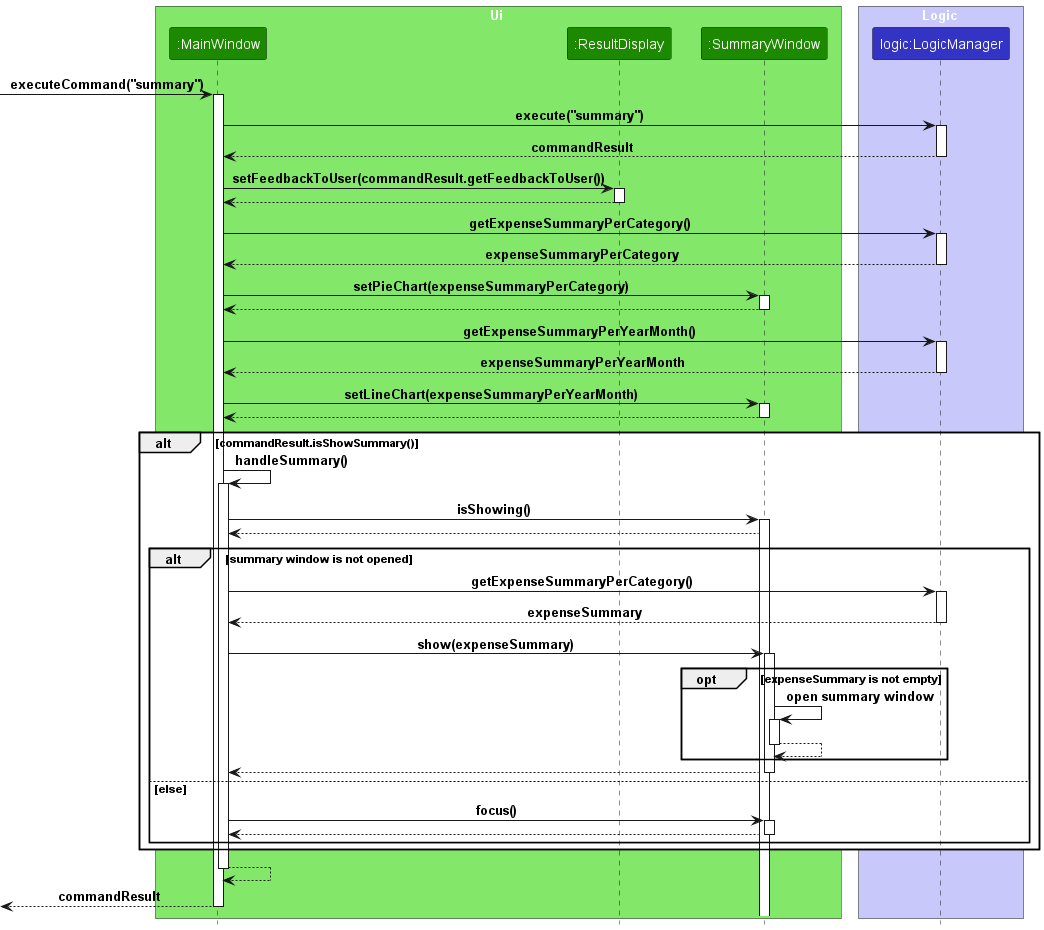 Ui
Logic
:MainWindow
:ResultDisplay
:SummaryWindow
logic:LogicManager
executeCommand("summary")
execute("summary")
commandResult
setFeedbackToUser(commandResult.getFeedbackToUser())
getExpenseSummaryPerCategory()
expenseSummaryPerCategory
setPieChart(expenseSummaryPerCategory)
getExpenseSummaryPerYearMonth()
expenseSummaryPerYearMonth
setLineChart(expenseSummaryPerYearMonth)
alt
[commandResult.isShowSummary()]
handleSummary()
isShowing()
alt
[summary window is not opened]
getExpenseSummaryPerCategory()
expenseSummary
show(expenseSummary)
opt
[expenseSummary is not empty]
open summary window
[else]
focus()
commandResult